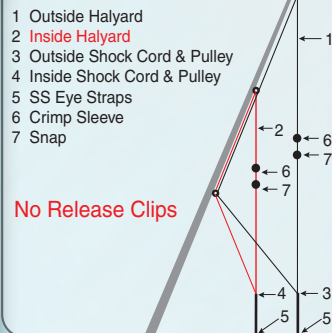 1 Outside Halyard
2 Inside Halyard
3 Outside Shock Cord & Pulley
4 Inside Shock Cord & Pulley
5 SS Eye Straps
6 Crimp Sleeve
7 Snap
No Release Clips
1
2
6
7
6
7
4
3
5
5